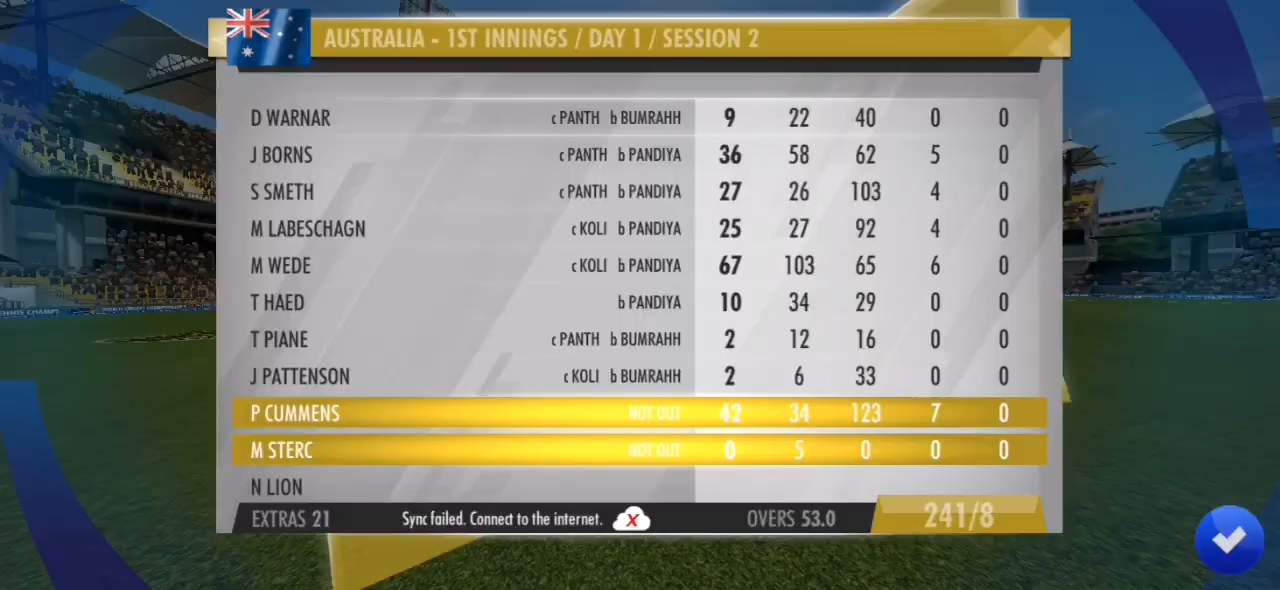 AUSTRALIA - 1ST INNINGS / DAY 1 / SESSION 2
D WARNAR c PANTH b BUMRAHH 9 22 40 0 0
J BORNS c PANTH b PANDIYA 36 58 62 5 0
S SMETH c PANTH b PANDIYA 27 26 103 4 0
M LABESCHAGN c KOLI b PANDIYA 25 27 92 4 0
M WEDE c KOLI b PANDIYA 67 103 65 6 0
T HAED b PANDIYA 10 34 29 0 0
T PIANE c PANTH b BUMRAHH 2 12 16 0 0
J PATTENSON c KOLI b BUMRAHH 2 6 33 0 0
P CUMMENS NOT OUT 42 34 123 7 0
M STERC NOT OUT 0 5 0 0 0
N LION
EXTRAS 21 Sync failed. Connect to the internet. X OVERS 53.0 241/8